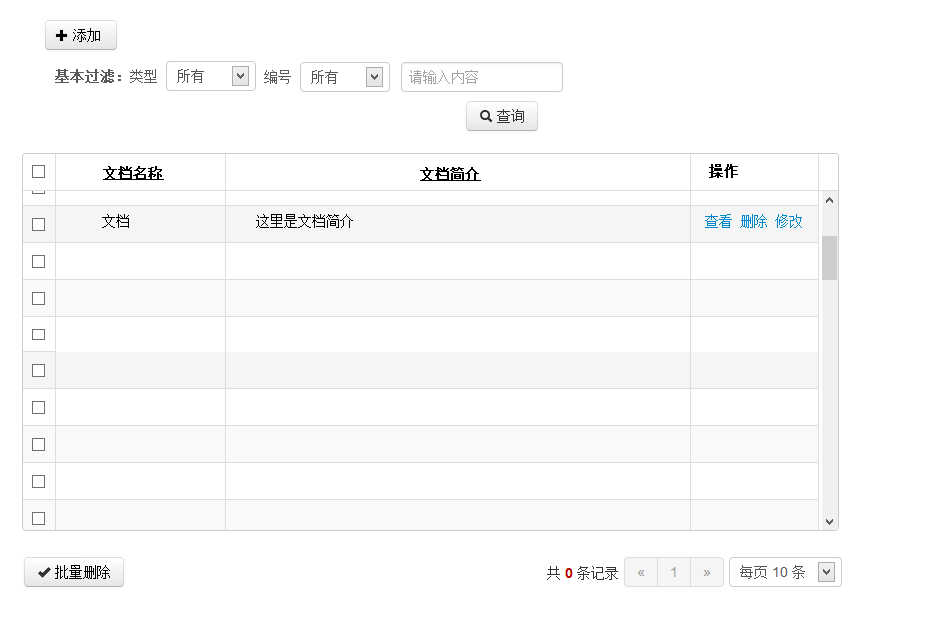 添加
基本过滤：类型 所有 编号 所有 请输入内容
查询
文档名称 文档简介 操作
文档 这里是文档简介 查看 删除 修改
批量删除 共 0 条记录 « 1 » 每页 10 条